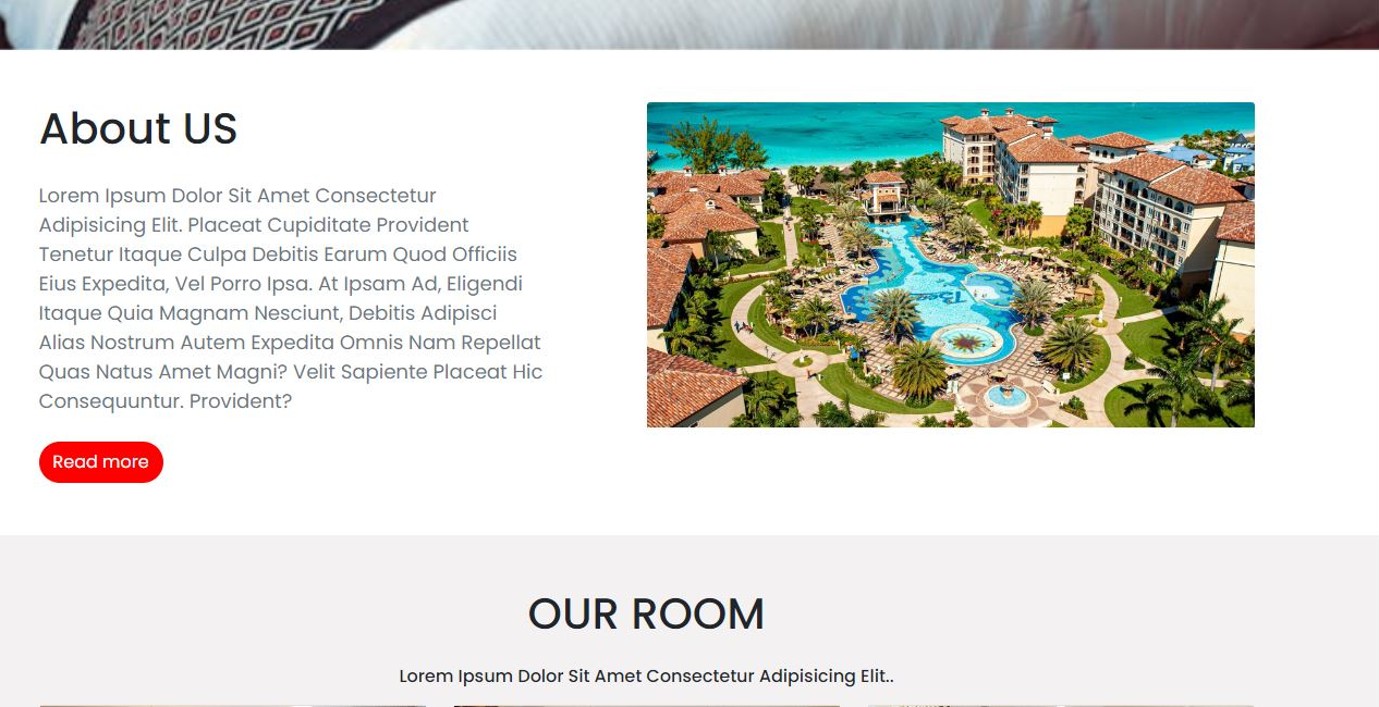 About US
Lorem Ipsum Dolor Sit Amet Consectetur
Adipisicing Elit. Placeat Cupiditate Provident
Tenetur Itaque Culpa Debitis Earum Quod Officiis
Eius Expedita, Vel Porro Ipsa. At Ipsam Ad, Eligendi
Itaque Quia Magnam Nesciunt, Debitis Adipisci
Alias Nostrum Autem Expedita Omnis Nam Repellat
Quas Natus Amet Magni? Velit Sapiente Placeat Hic
Consequuntur. Provident?
Read more
OUR ROOM
Lorem Ipsum Dolor Sit Amet Consectetur Adipisicing Elit..